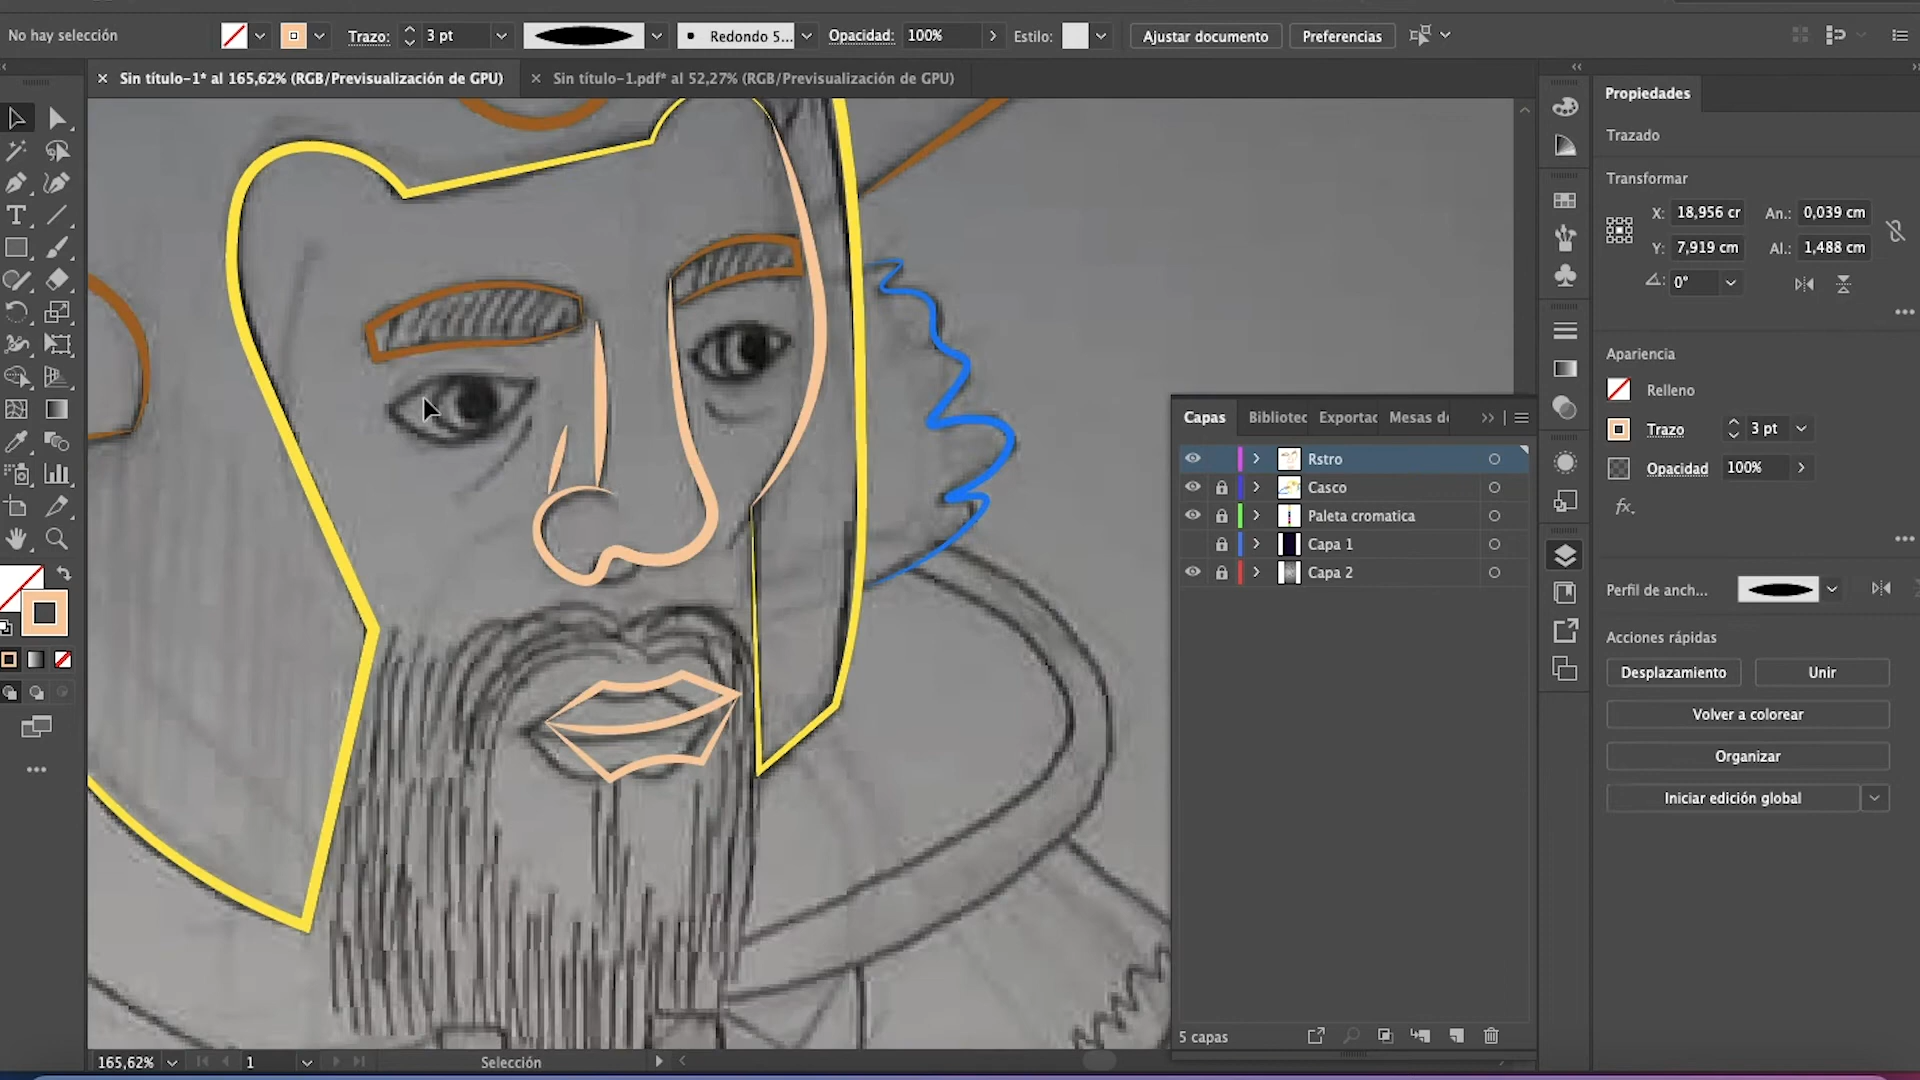 No hay selección
Trazo:
3 pt
Redondo 5...
Opacidad:
100%
Estilo:
Ajustar documento
Preferencias
Sin título-1* al 165,62% (RGB/Previsualización de GPU)
Sin título-1.pdf* al 52,27% (RGB/Previsualización de GPU)
Propiedades
Trazado
Transformar
X:
18,956 cr
An.:
0,039 cm
Y:
7,919 cm
Al.:
1,488 cm
0°
Apariencia
Relleno
Trazo
3 pt
Opacidad
100%
fx.
Perfil de anch...
Acciones rápidas
Desplazamiento
Unir
Volver a colorear
Organizar
Iniciar edición global
Capas
Bibliotec
Exportac
Mesas de
Rstro
Casco
Paleta cromatica
Capa 1
Capa 2
5 capas
165,62%
1
Selección